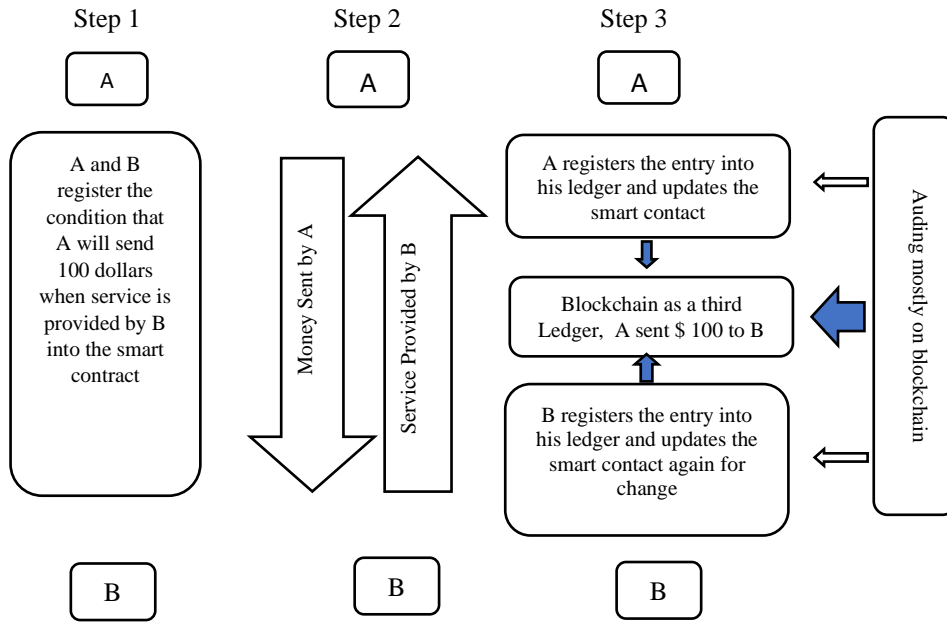 Step 1
Step 2
Step 3
A
A
A
A and B
register the
condition that
A will send
100 dollars
when service is
provided by B
into the smart
contract
Money Sent by A
Service Provided by B
A registers the entry into
his ledger and updates the
smart contact
Blockchain as a third
Ledger, A sent $ 100 to B
B registers the entry into
his ledger and updates the
smart contact again for
change
Auding mostly on blockchain
B
B
B